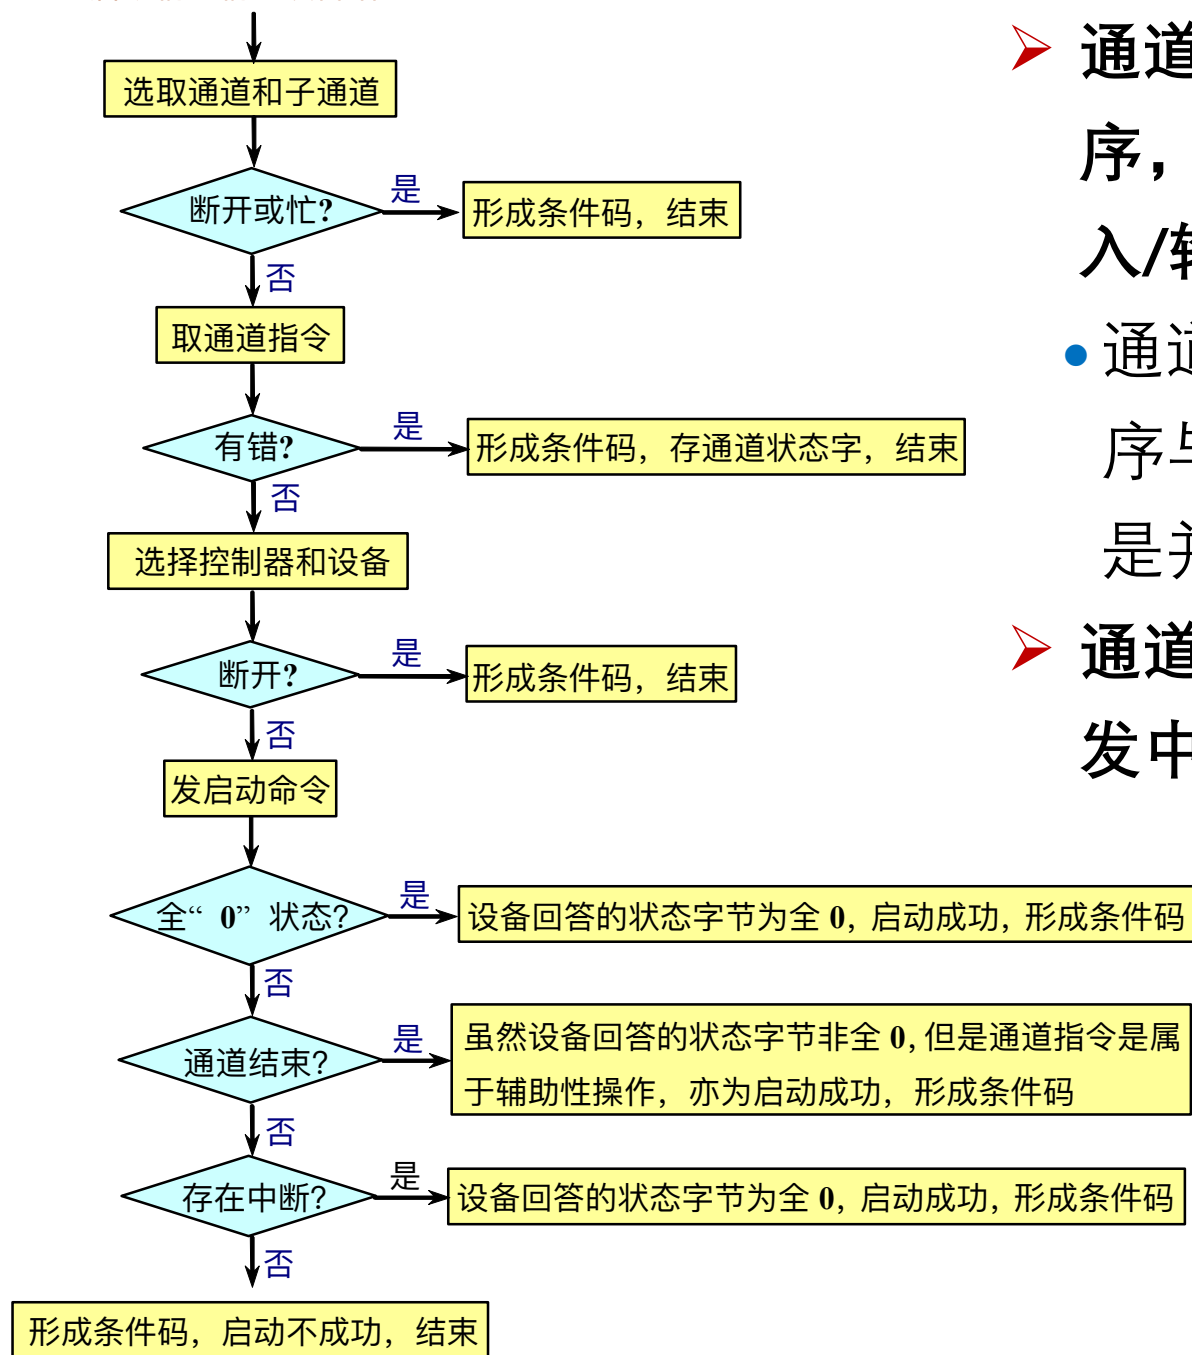 选取通道和子通道
断开或忙?
是
形成条件码，结束
否
取通道指令
有错?
是
形成条件码，存通道状态字，结束
否
选择控制器和设备
断开?
是
形成条件码，结束
否
发启动命令
全“ 0” 状态?
是
设备回答的状态字节为全 0，启动成功，形成条件码
否
通道结束?
是
虽然设备回答的状态字节非全 0，但是通道指令是属
于辅助性操作，亦为启动成功，形成条件码
否
存在中断?
是
设备回答的状态字节为全 0，启动成功，形成条件码
否
形成条件码，启动不成功，结束
通道
序，
入/输
通道
序与
是并
通道
发中